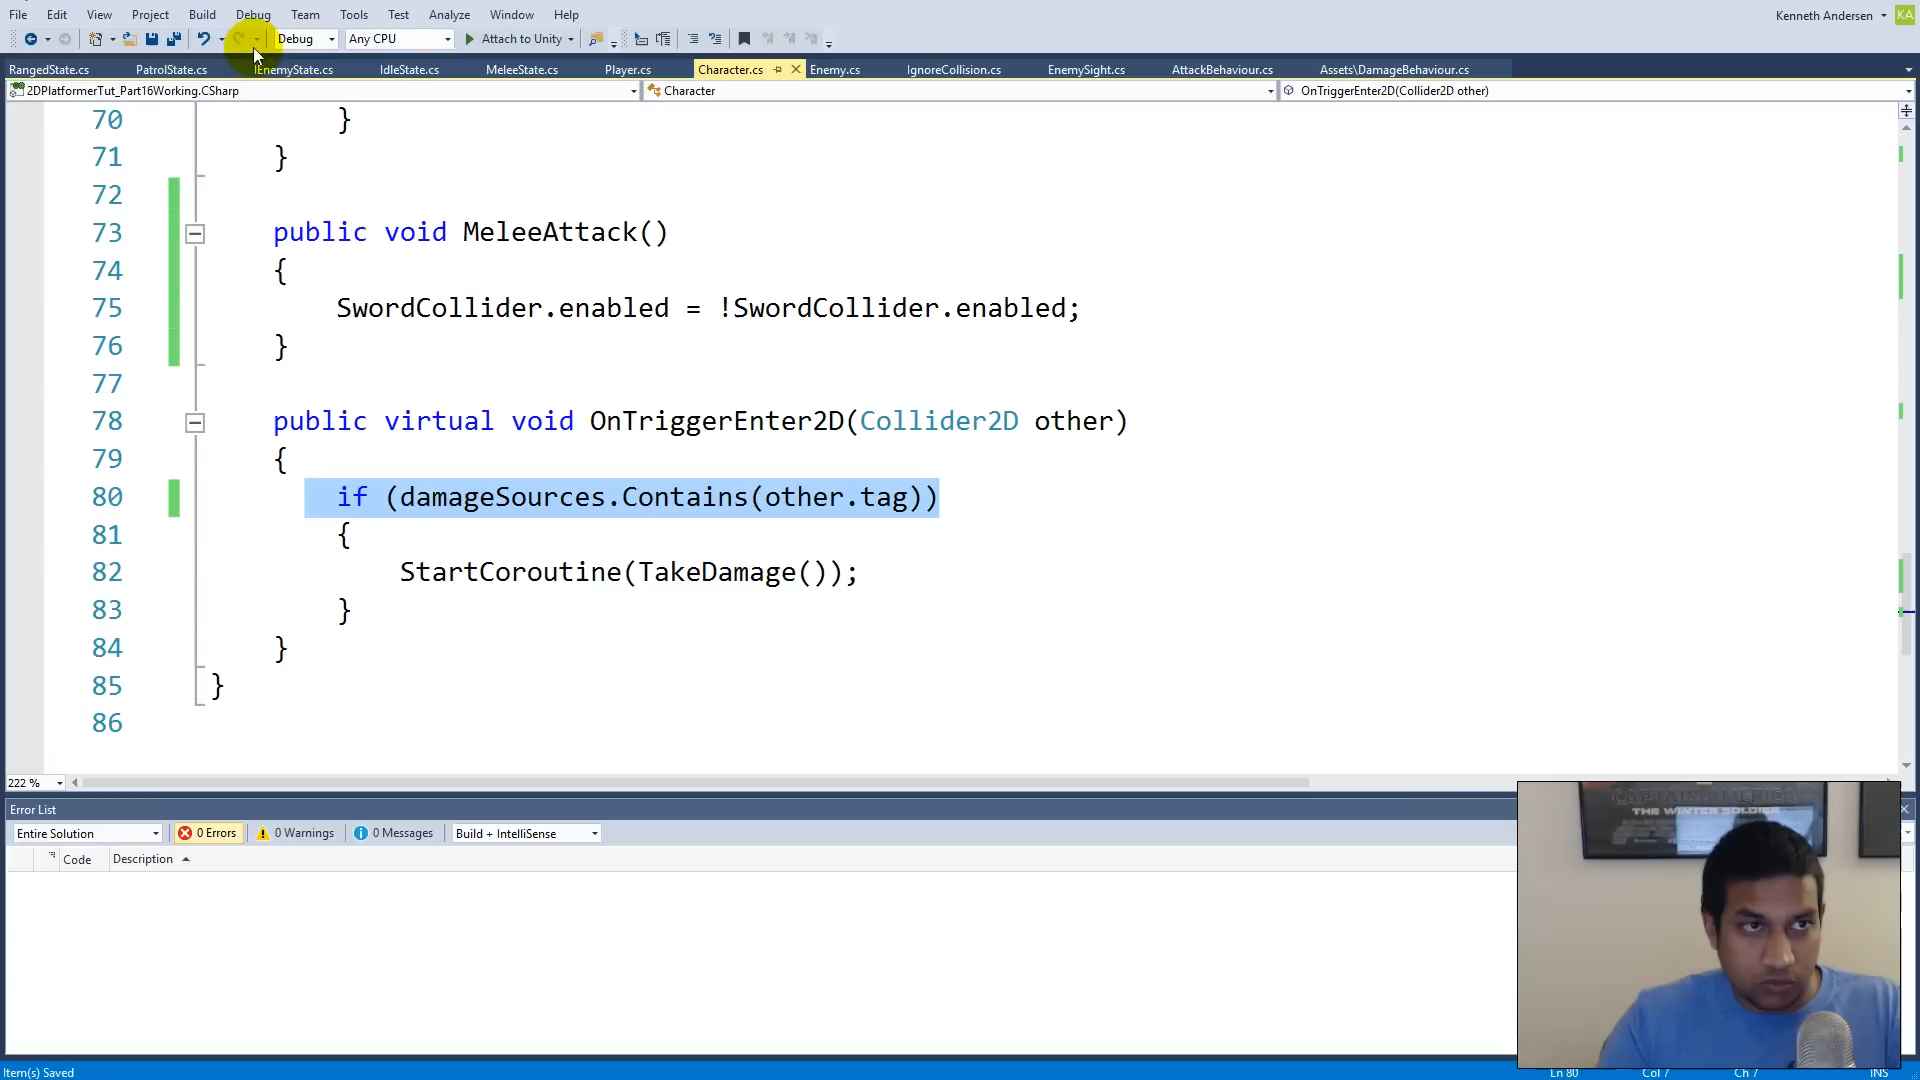 File Edit View Project Build Debug Team Tools Test Analyze Window Help Kenneth Andersen KA
Debug Any CPU Attach to Unity
RangedState.cs PatrolState.cs IEnemyState.cs IdleState.cs MeleeState.cs Player.cs Character.cs Enemy.cs IgnoreCollision.cs EnemySight.cs AttackBehaviour.cs Assets\DamageBehaviour.cs
2DPlatformerTut_Part16Working.CSharp Character OnTriggerEnter2D(Collider2D other)
70 }
71 }
72
73 public void MeleeAttack()
74 {
75 SwordCollider.enabled = !SwordCollider.enabled;
76 }
77
78 public virtual void OnTriggerEnter2D(Collider2D other)
79 {
80 if (damageSources.Contains(other.tag))
81 {
82 StartCoroutine(TakeDamage());
83 }
84 }
85 }
86
222 %
Error List
Entire Solution 0 Errors 0 Warnings 0 Messages Build + IntelliSense
Code Description
CAPTAIN AMERICA
THE WINTER SOLDIER
Item(s) Saved Ln 80 Col 7 Ch 7 INS